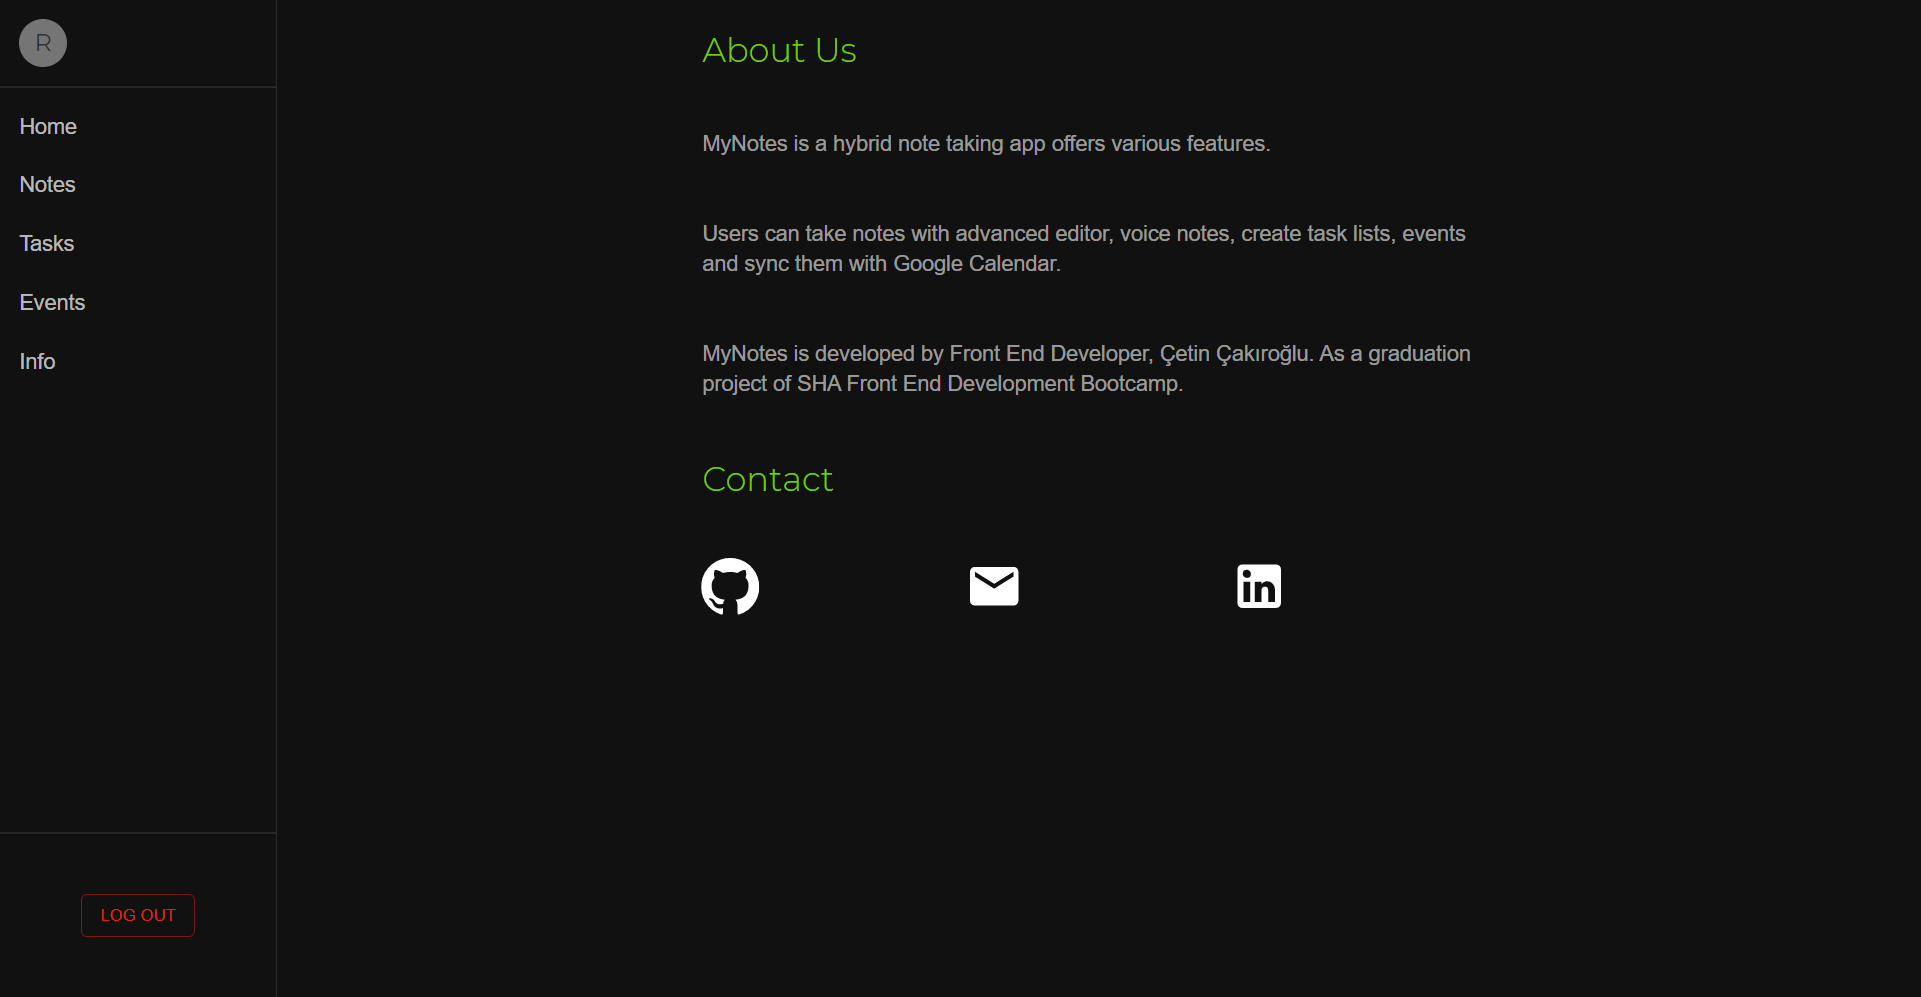 R
Home
Notes
Tasks
Events
Info
LOG OUT
About Us
MyNotes is a hybrid note taking app offers various features.
Users can take notes with advanced editor, voice notes, create task lists, events
and sync them with Google Calendar.
MyNotes is developed by Front End Developer, Çetin Çakıroğlu. As a graduation
project of SHA Front End Development Bootcamp.
Contact
in